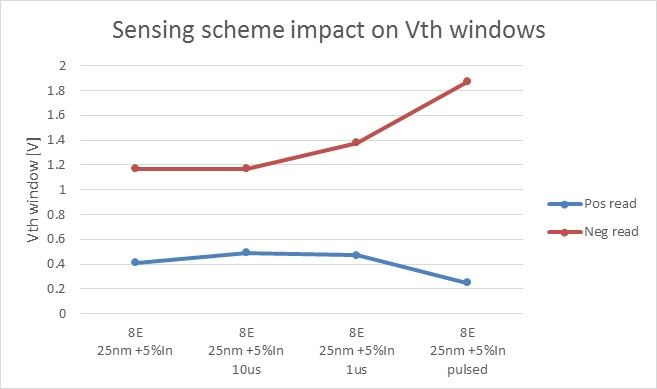 Sensing scheme impact on Vth windows
Vth window [V]
2
1.8
1.6
1.4
1.2
1
0.8
0.6
0.4
0.2
0
Pos read
Neg read
8E
25nm +5%In
8E
25nm +5%In
10us
8E
25nm +5%In
1us
8E
25nm +5%In
pulsed